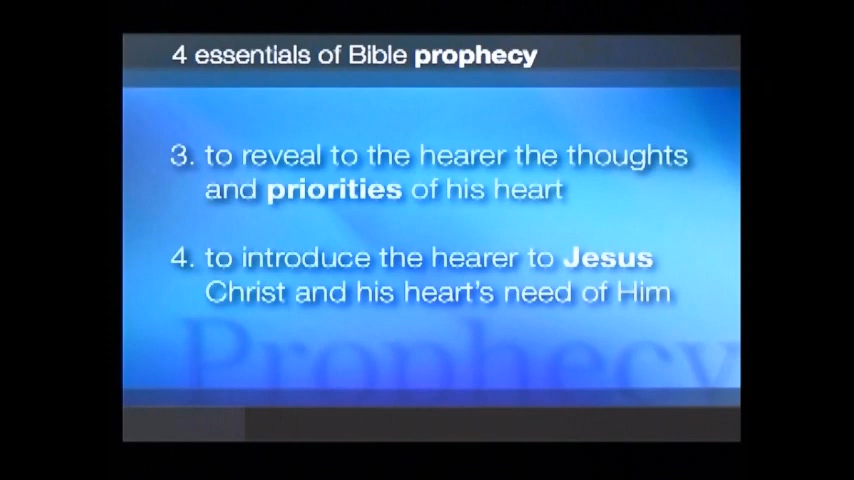 4 essentials of Bible prophecy
3. to reveal to the hearer the thoughts
and priorities of his heart
4. to introduce the hearer to Jesus
Christ and his heart's need of Him
Prophecy